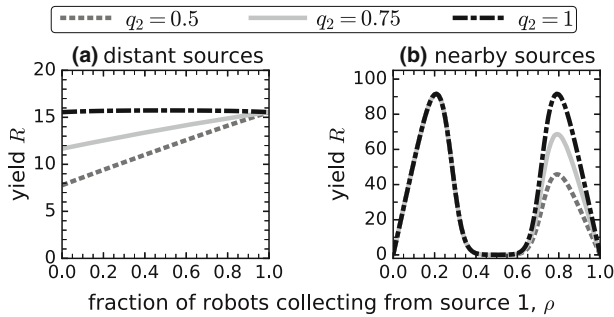 q₂ = 0.5 q₂ = 0.75 q₂ = 1
(a) distant sources
(b) nearby sources
yield R
20
15
10
5
0
0.0 0.2 0.4 0.6 0.8 1.0
yield R
100
80
60
40
20
0
0.0 0.2 0.4 0.6 0.8 1.0
fraction of robots collecting from source 1, ρ